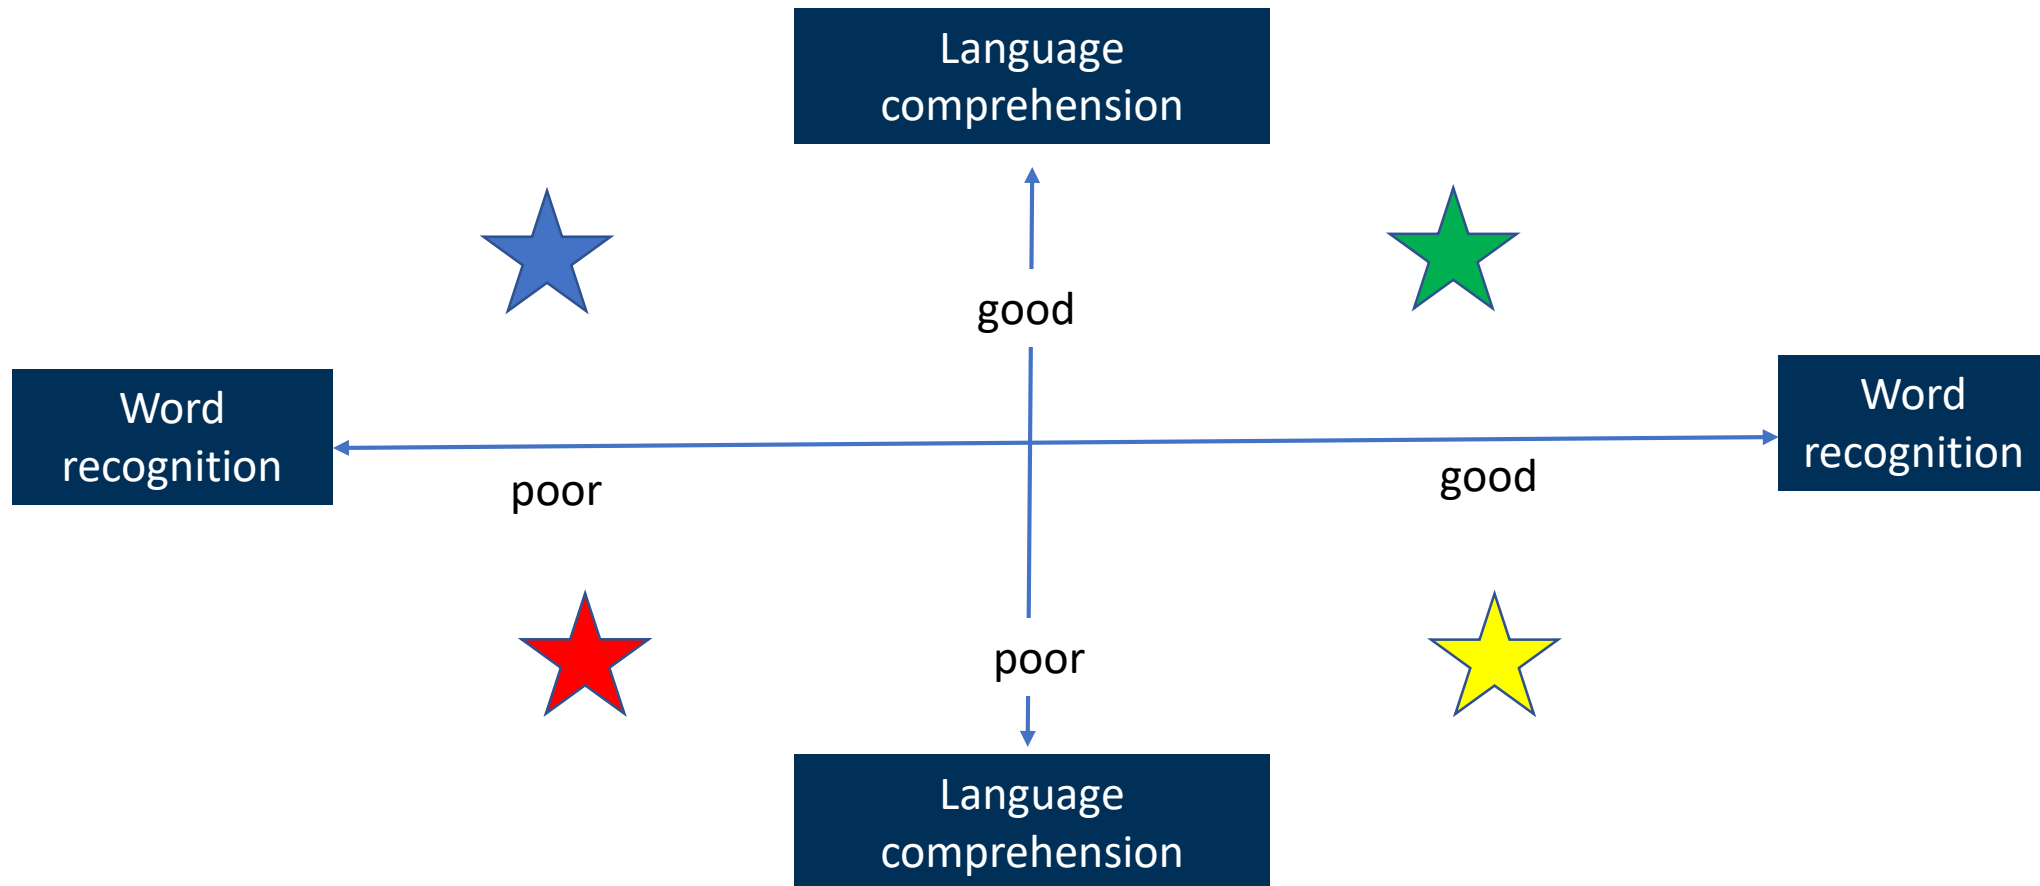 Language
comprehension
good
Word
recognition
Word
recognition
poor
good
poor
Language
comprehension